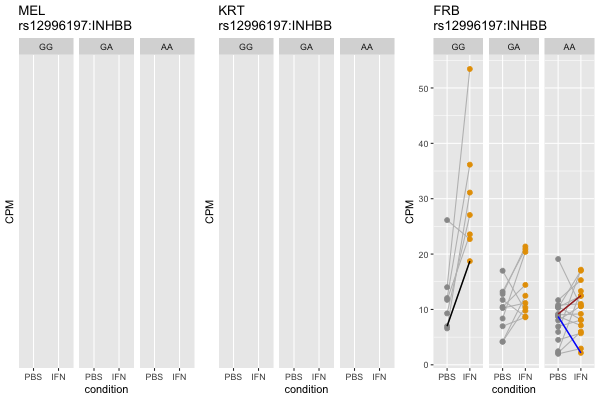 MEL
rs12996197:INHBB
GG GA AA
CPM
PBS IFN PBS IFN PBS IFN
condition
KRT
rs12996197:INHBB
GG GA AA
CPM
PBS IFN PBS IFN PBS IFN
condition
FRB
rs12996197:INHBB
GG GA AA
CPM
50
40
30
20
10
0
PBS IFN PBS IFN PBS IFN
condition